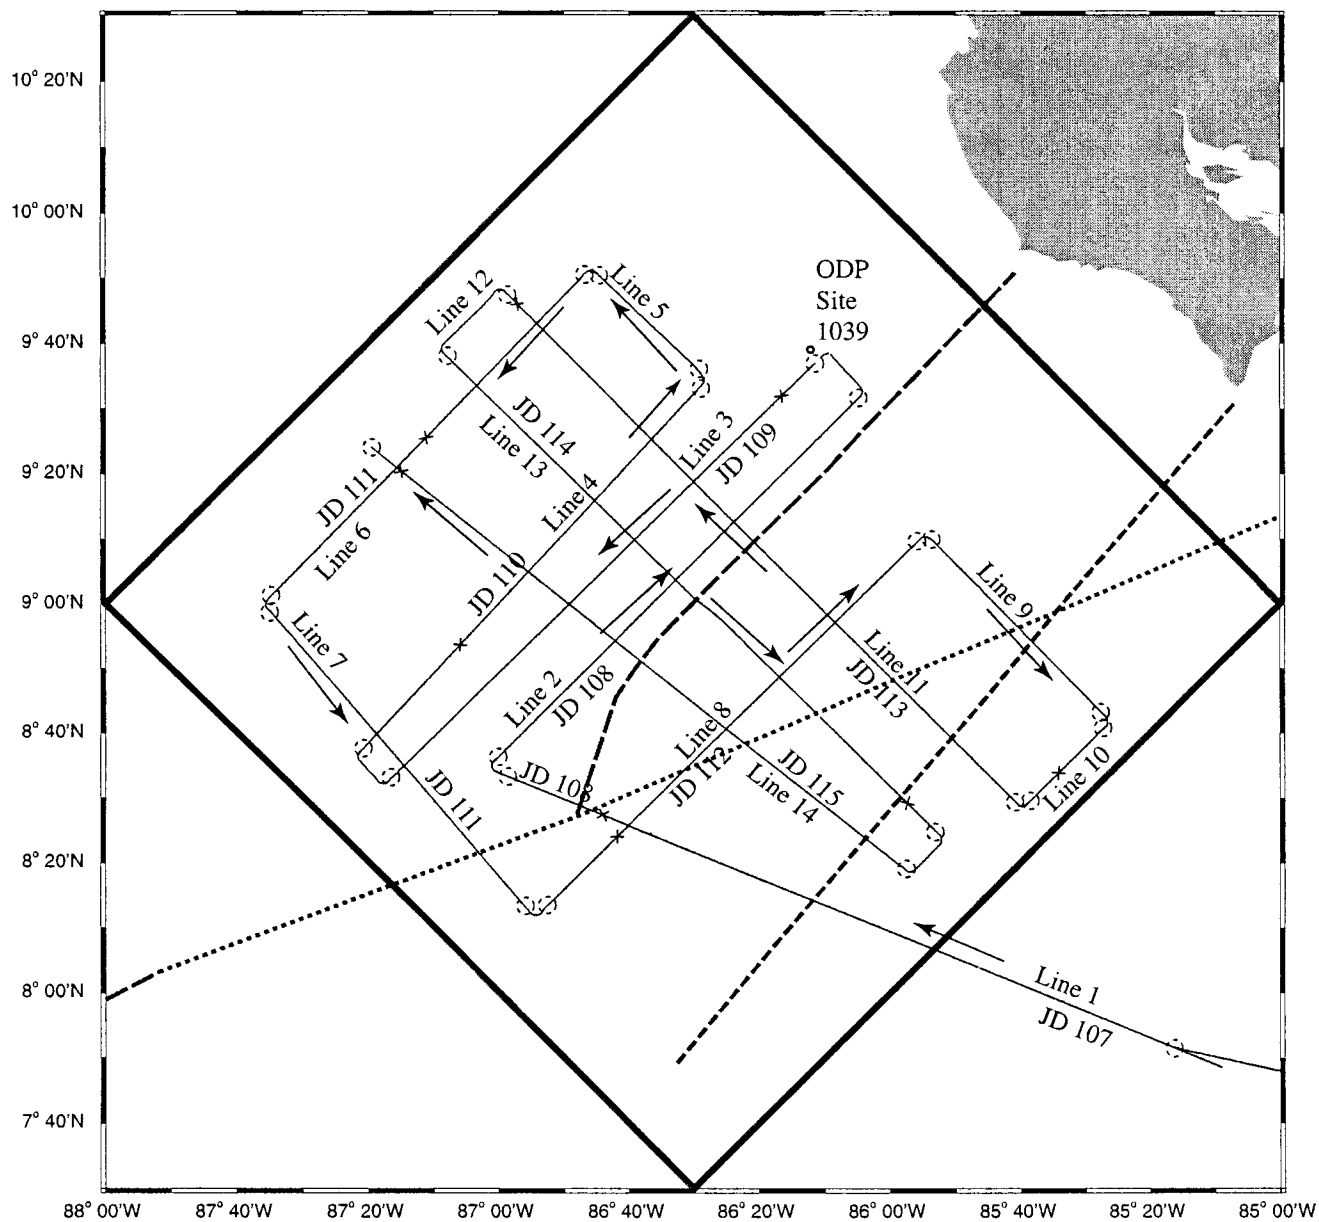 10° 20'N
10° 00'N
9° 40'N
9° 20'N
9° 00'N
8° 40'N
8° 20'N
8° 00'N
7° 40'N
ODP
Site
1039
Line 12
Line 5
JD 114
Line 13
Line 3
JD 109
JD 111
Line 6
Line 4
JD 110
Line 7
Line 2
JD 108
Line 9
Line 11
JD 113
Line 8
JD 112
JD 115
Line 14
Line 10
JD 111
JD 108
Line 1
JD 107
88° 00'W 87° 40'W 87° 20'W 87° 00'W 86° 40'W 86° 20'W 86° 00'W 85° 40'W 85° 20'W 85° 00'W